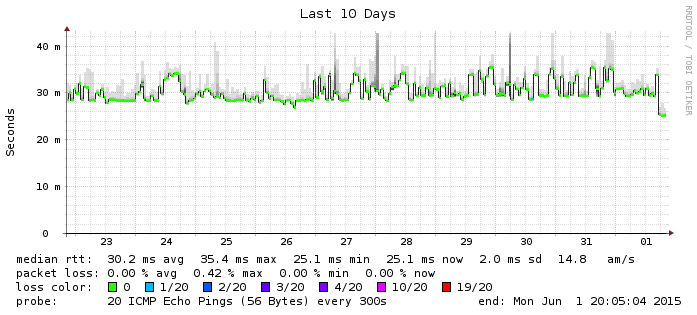 Last 10 Days
RRDTOOL / TOBI OETIKER
Seconds
40 m
30 m
20 m
10 m
0
23 24 25 26 27 28 29 30 31 01
median rtt: 30.2 ms avg 35.4 ms max 25.1 ms min 25.1 ms now 2.0 ms sd 14.8 am/s
packet loss: 0.00 % avg 0.42 % max 0.00 % min 0.00 % now
loss color: 0 1/20 2/20 3/20 4/20 10/20 19/20
probe: 20 ICMP Echo Pings (56 Bytes) every 300s end: Mon Jun 1 20:05:04 2015